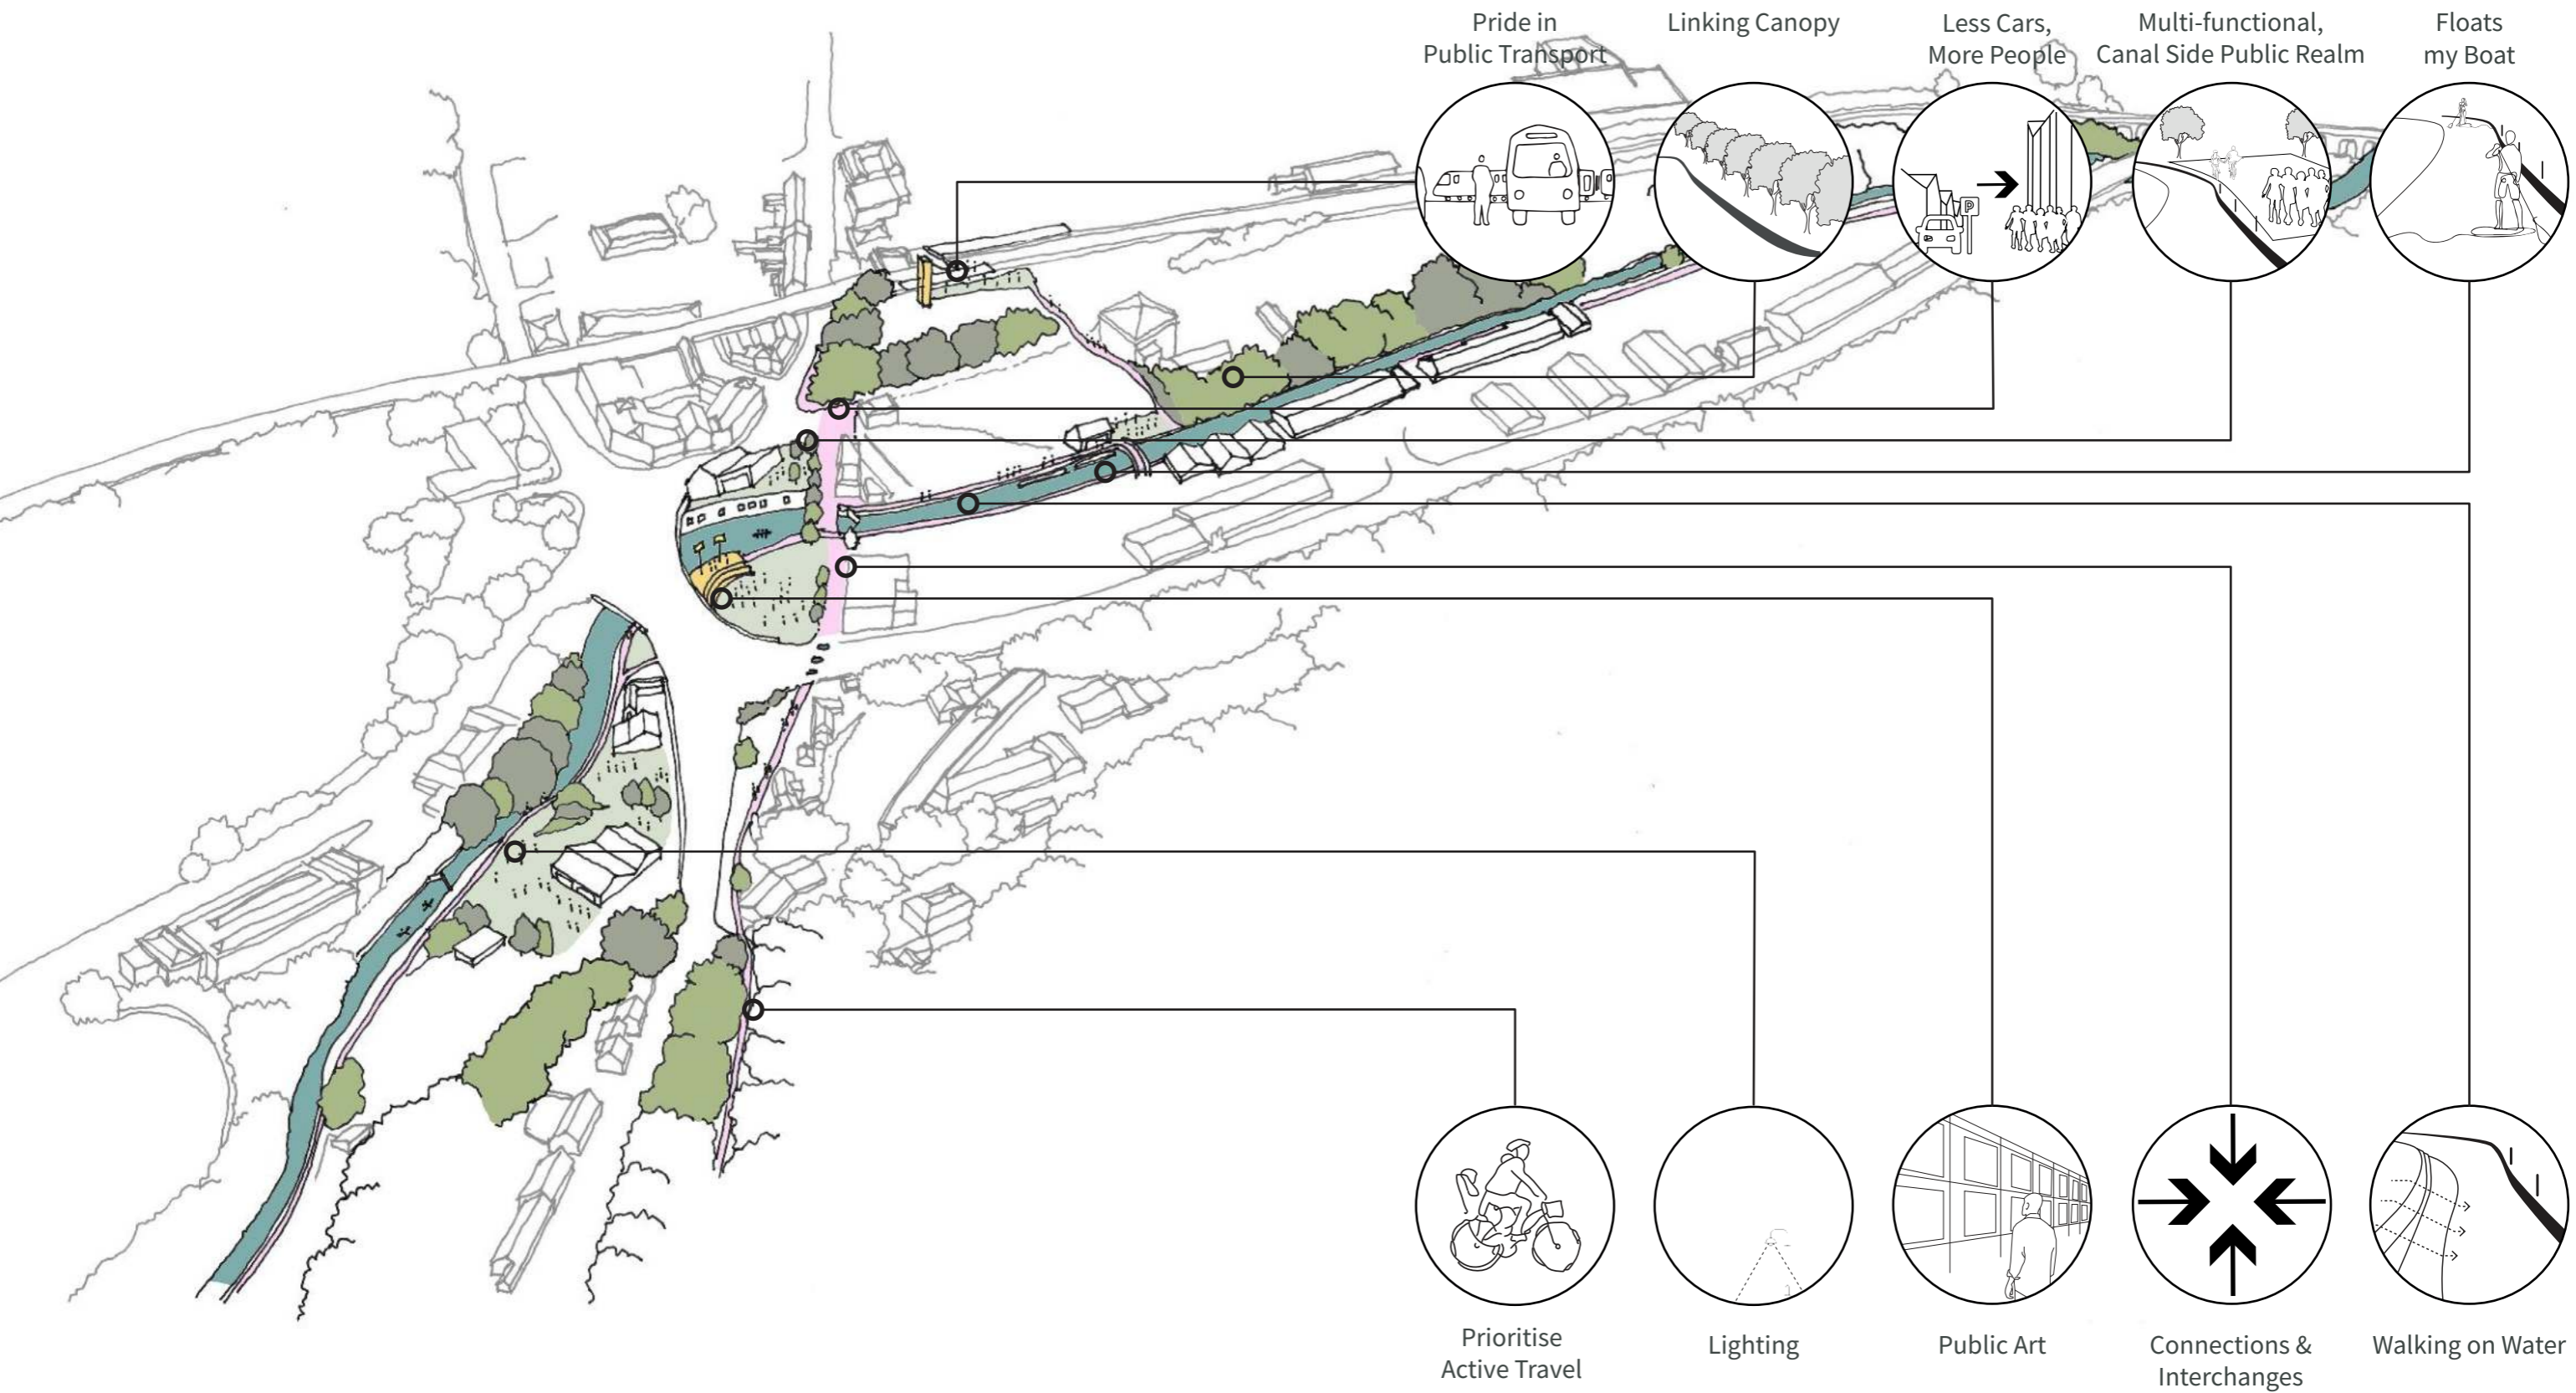 Pride in
Public Transport
Linking Canopy
Less Cars,
More People
Multi-functional,
Canal Side Public Realm
Floats
my Boat
P
Prioritise
Active Travel
Lighting
Public Art
Connections &
Interchanges
Walking on Water